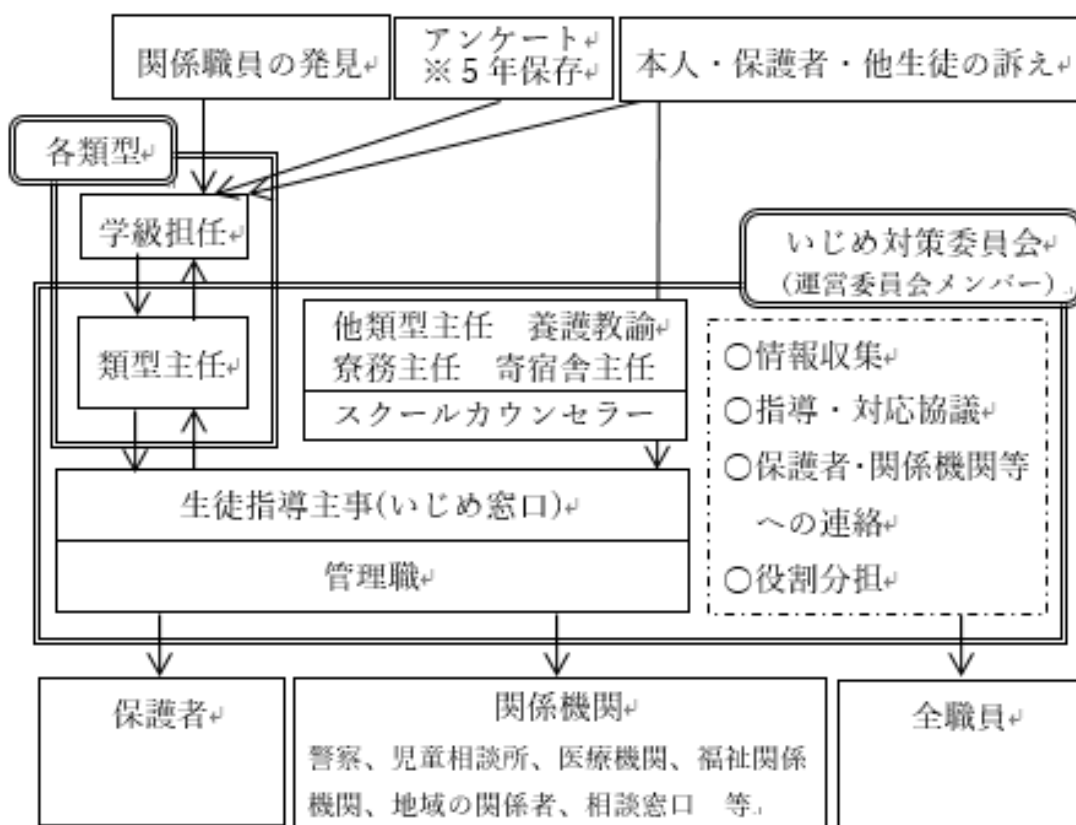 関係職員の発見
アンケート
※5年保存
本人・保護者・他生徒の訴え
各類型
学級担任
いじめ対策委員会
(運営委員会メンバー)
他類型主任　養護教諭
寮務主任　寄宿舎主任
スクールカウンセラー
類型主任
○情報収集
○指導・対応協議
○保護者・関係機関等
への連絡
○役割分担
生徒指導主事(いじめ窓口)
管理職
保護者
関係機関
警察、児童相談所、医療機関、福祉関係
機関、地域の関係者、相談窓口　等
全職員